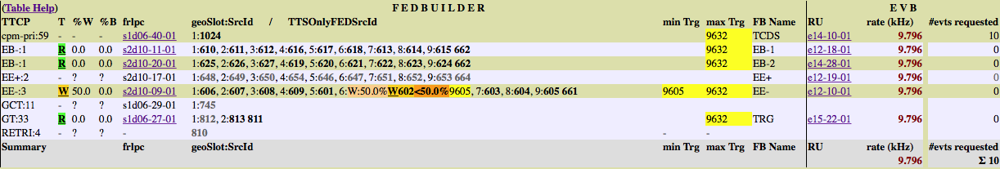 (Table Help) F E D B U I L D E R E V B
TTCP T %W %B frlpc geoSlot:SrcId / TTSOnlyFEDSrcId min Trg max Trg FB Name RU rate (kHz) #evts requested
cpm-pri:59 - - - s1d06-40-01 1:1024 9632 TCDS e14-10-01 9.796 10
EB-:1 R 0.0 0.0 s2d10-11-01 1:610, 2:611, 3:612, 4:616, 5:617, 6:618, 7:613, 8:614, 9:615 662 9632 EB-1 e12-18-01 9.796 0
EB-:1 R 0.0 0.0 s2d10-20-01 1:625, 2:626, 3:627, 4:619, 5:620, 6:621, 7:622, 8:623, 9:624 662 9632 EB-2 e14-28-01 9.796 0
EE+:2 - 0.0 0.0 s2d10-17-01 1:648, 2:649, 3:650, 4:654, 5:646, 6:647, 7:651, 8:652, 9:653 664 EE+ e12-19-01 9.796 0
EE-:3 W 50.0 0.0 s2d10-09-01 1:606, 2:607, 3:608, 4:609, 5:601, 6:W:50.0%W602<50.0%9605, 7:603, 8:604, 9:605 661 9605 9632 EE- e12-10-01 9.796 0
GCT:11 - ? ? s1d06-29-01 1:745
GT:33 R 0.0 0.0 s1d06-27-01 1:812, 2:813 811 9632 TRG e15-22-01 9.796 0
RETRI:4 - ? ? - 810 - -
Summary frlpc geoSlot:SrcId min Trg max Trg FB Name RU rate (kHz) #evts requested
9.796 Σ 10